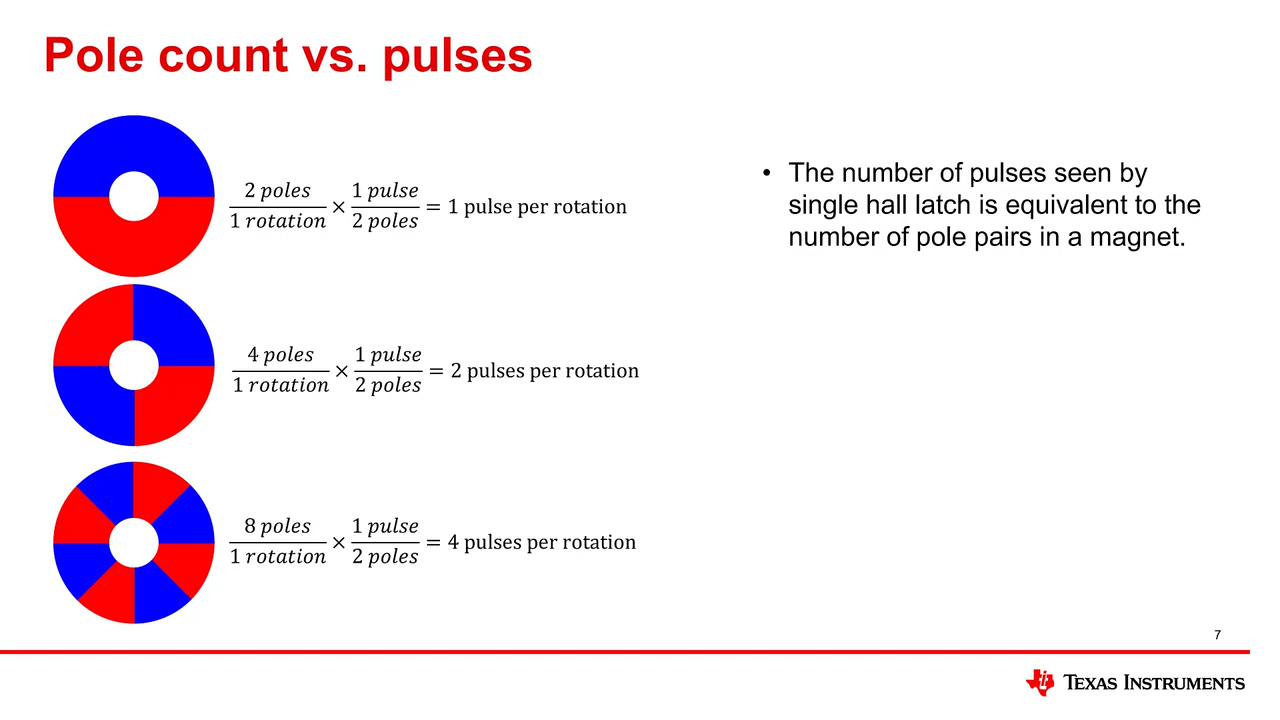 Pole count vs. pulses
2 poles / 1 rotation × 1 pulse / 2 poles = 1 pulse per rotation
4 poles / 1 rotation × 1 pulse / 2 poles = 2 pulses per rotation
8 poles / 1 rotation × 1 pulse / 2 poles = 4 pulses per rotation
• The number of pulses seen by
single hall latch is equivalent to the
number of pole pairs in a magnet.
7
TEXAS INSTRUMENTS